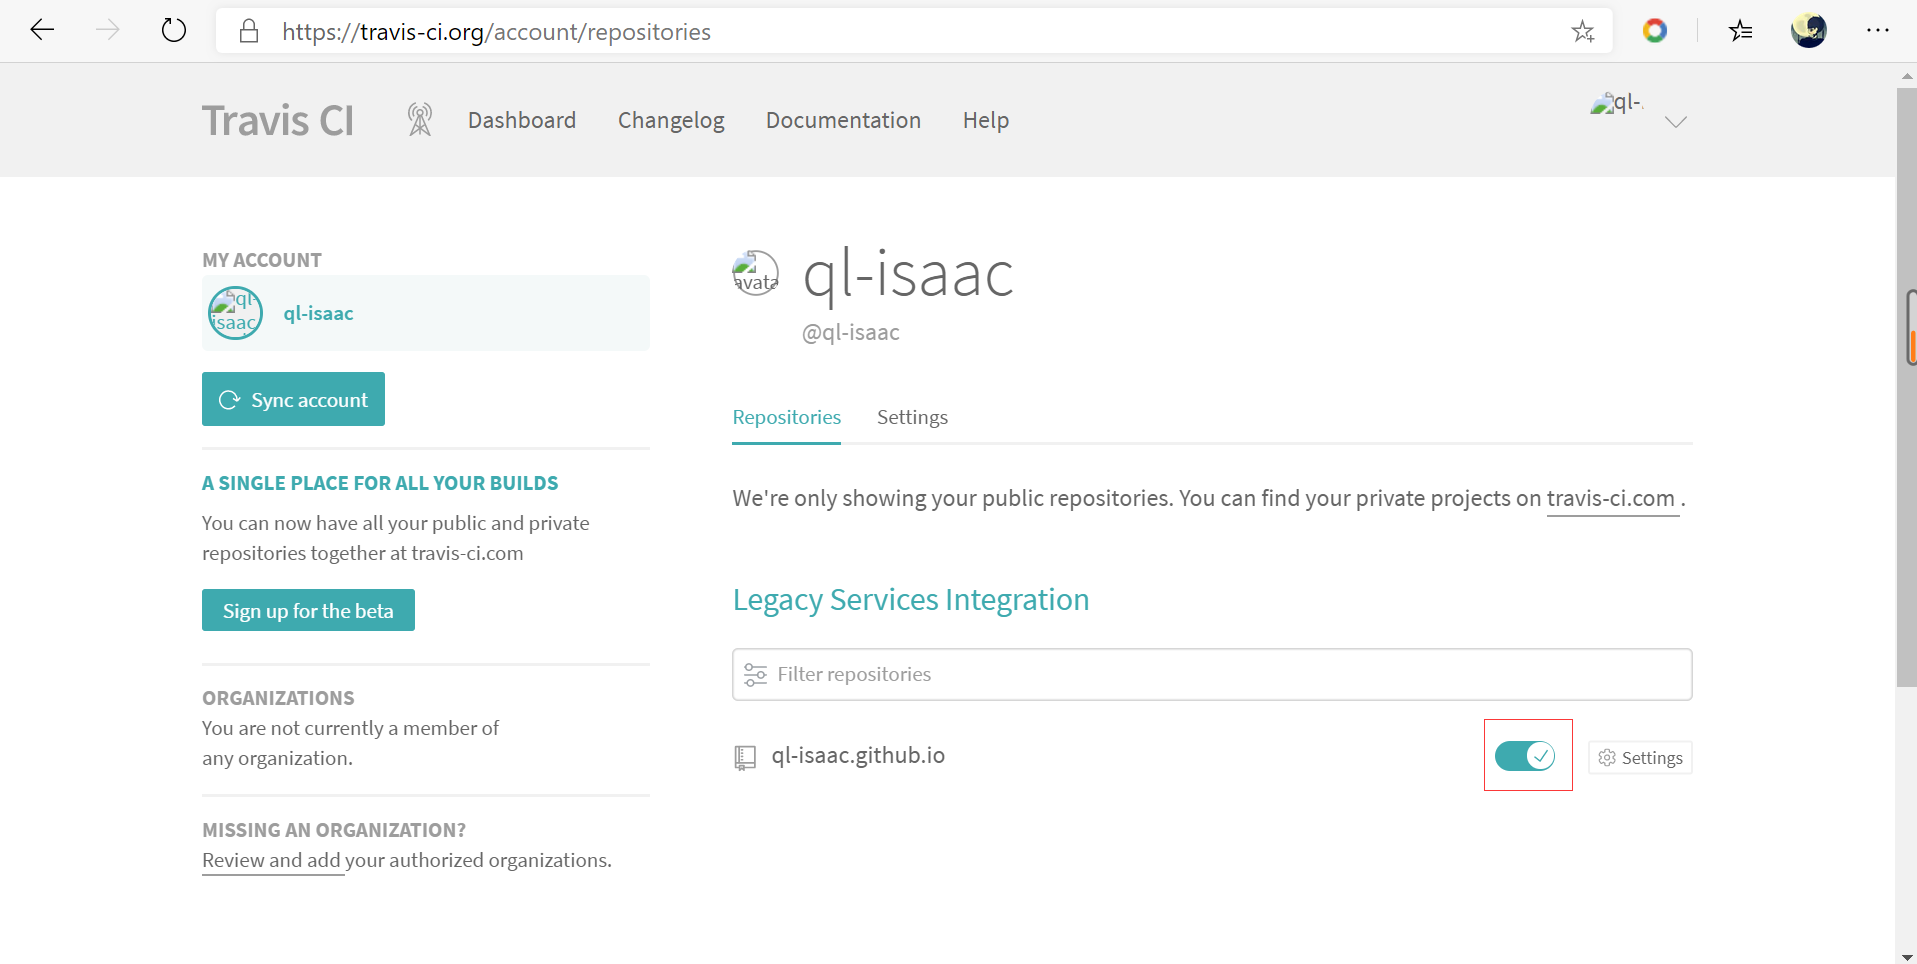 https://travis-ci.org/account/repositories
Travis CI
Dashboard
Changelog
Documentation
Help
ql-
MY ACCOUNT
ql-
isaac
ql-isaac
Sync account
A SINGLE PLACE FOR ALL YOUR BUILDS
You can now have all your public and private
repositories together at travis-ci.com
Sign up for the beta
ORGANIZATIONS
You are not currently a member of
any organization.
MISSING AN ORGANIZATION?
Review and add your authorized organizations.
avata
ql-isaac
@ql-isaac
Repositories
Settings
We're only showing your public repositories. You can find your private projects on travis-ci.com .
Legacy Services Integration
Filter repositories
ql-isaac.github.io
Settings